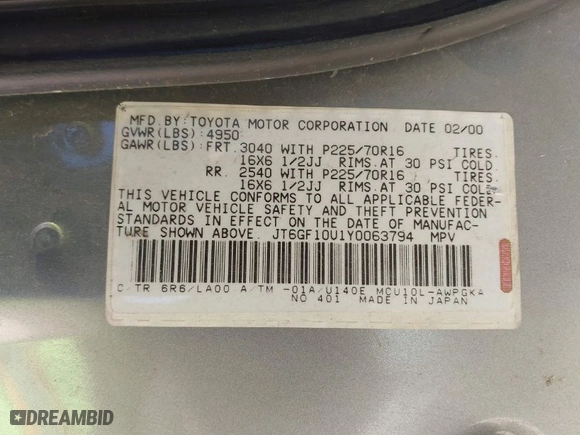 MFD. BY: TOYOTA MOTOR CORPORATION DATE 02/00
GVWR(LBS): 4950
GAWR(LBS): FRT. 3040 WITH P225/70R16 TIRES.
16X6 1/2JJ RIMS. AT 30 PSI COLD.
RR. 2540 WITH P225/70R16 TIRES.
16X6 1/2JJ RIMS. AT 30 PSI COLD.
THIS VEHICLE CONFORMS TO ALL APPLICABLE FEDER-
AL MOTOR VEHICLE SAFETY AND THEFT PREVENTION
STANDARDS IN EFFECT ON THE DATE OF MANUFAC-
TURE SHOWN ABOVE. JT6GF10U1Y0063794 MPV
C/TR 6R6/LA00 A/TM -01A/U140E MCU10L-AWPGKA
NO 401 MADE IN JAPAN
DREAMBID